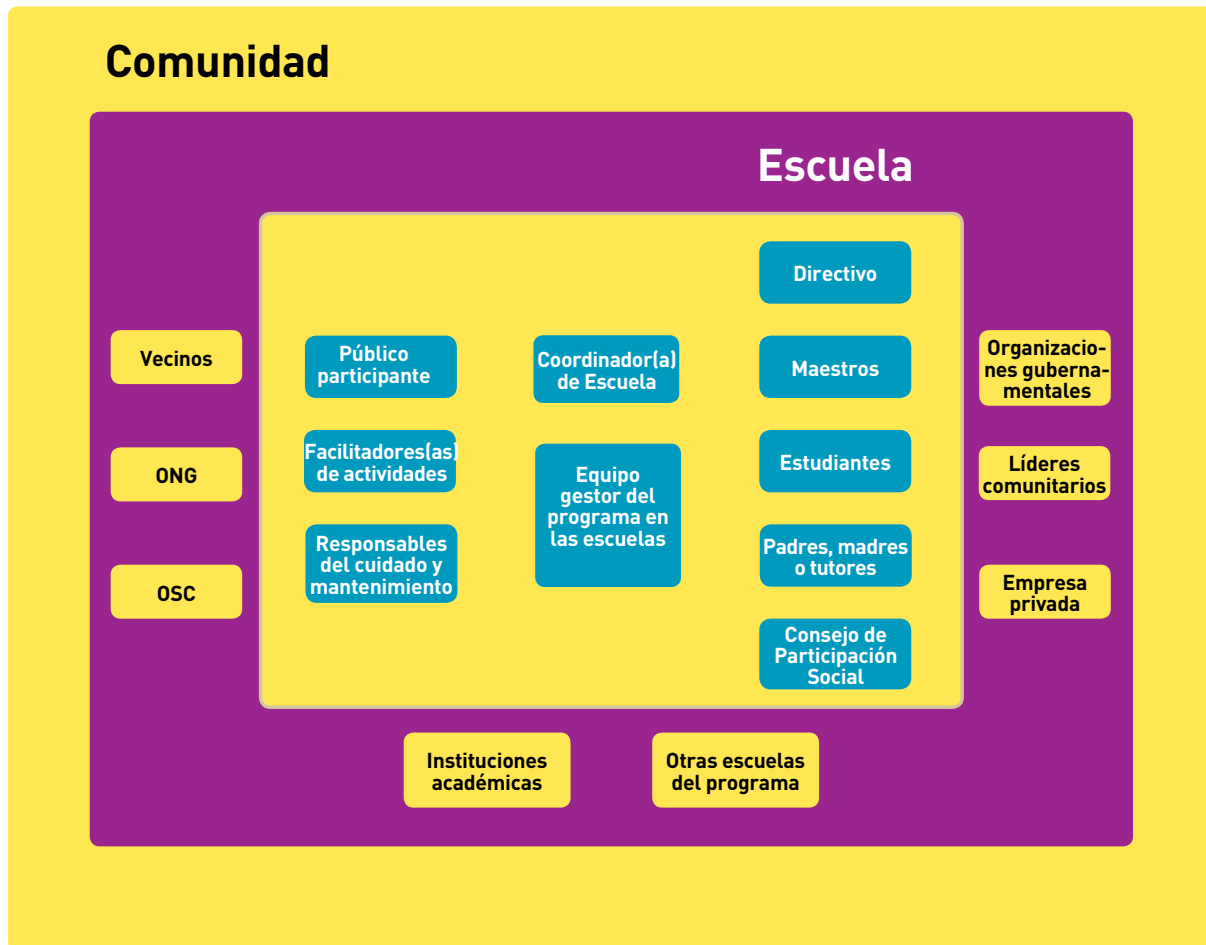 Comunidad
Escuela
Directivo
Vecinos
Público
participante
Coordinador(a)
de Escuela
Maestros
Organizacio-
nes guberna-
mentales
ONG
Facilitadores(as)
de actividades
Equipo
gestor del
programa en
las escuelas
Estudiantes
Líderes
comunitarios
OSC
Responsables
del cuidado y
mantenimiento
Padres, madres
o tutores
Empresa
privada
Consejo de
Participación
Social
Instituciones
académicas
Otras escuelas
del programa